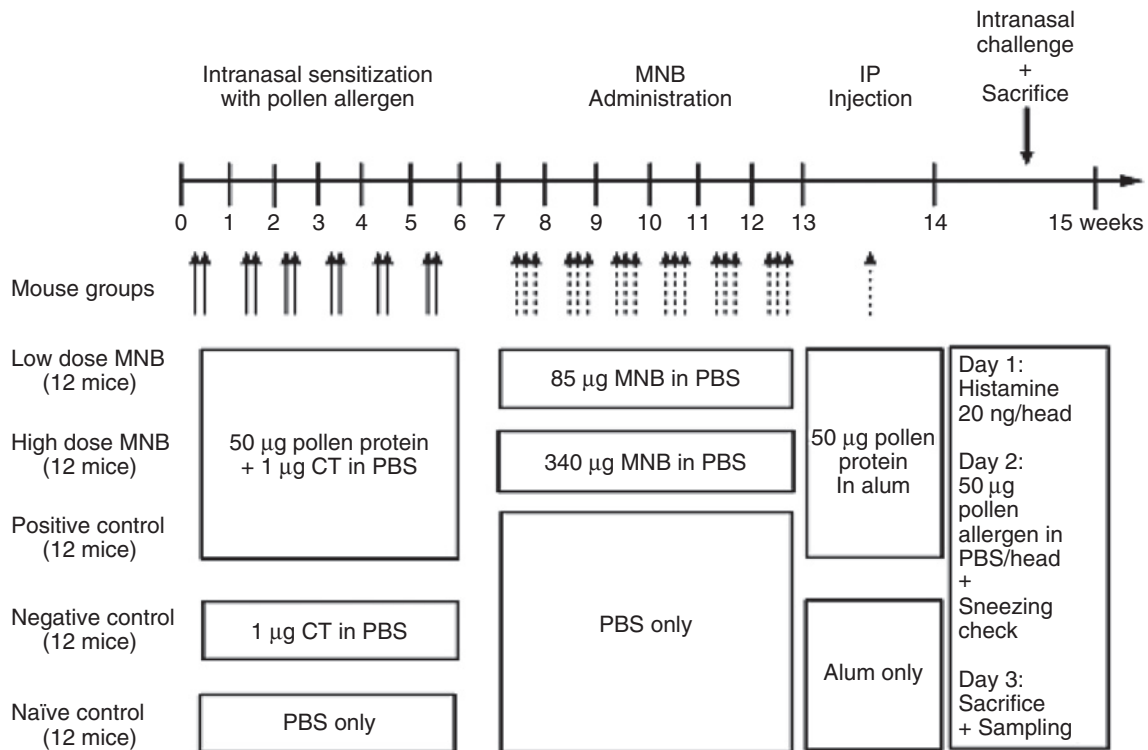 Intranasal sensitization
with pollen allergen
MNB
Administration
IP
Injection
Intranasal
challenge
+
Sacrifice
0 1 2 3 4 5 6 7 8 9 10 11 12 13 14 15 weeks
Mouse groups
Low dose MNB
(12 mice)
High dose MNB
(12 mice)
Positive control
(12 mice)
Negative control
(12 mice)
Naïve control
(12 mice)
50 μg pollen protein
+ 1 μg CT in PBS
1 μg CT in PBS
PBS only
85 μg MNB in PBS
340 μg MNB in PBS
PBS only
50 μg pollen
protein
In alum
Alum only
Day 1:
Histamine
20 ng/head
Day 2:
50 μg
pollen
allergen in
PBS/head
+
Sneezing
check
Day 3:
Sacrifice
+ Sampling